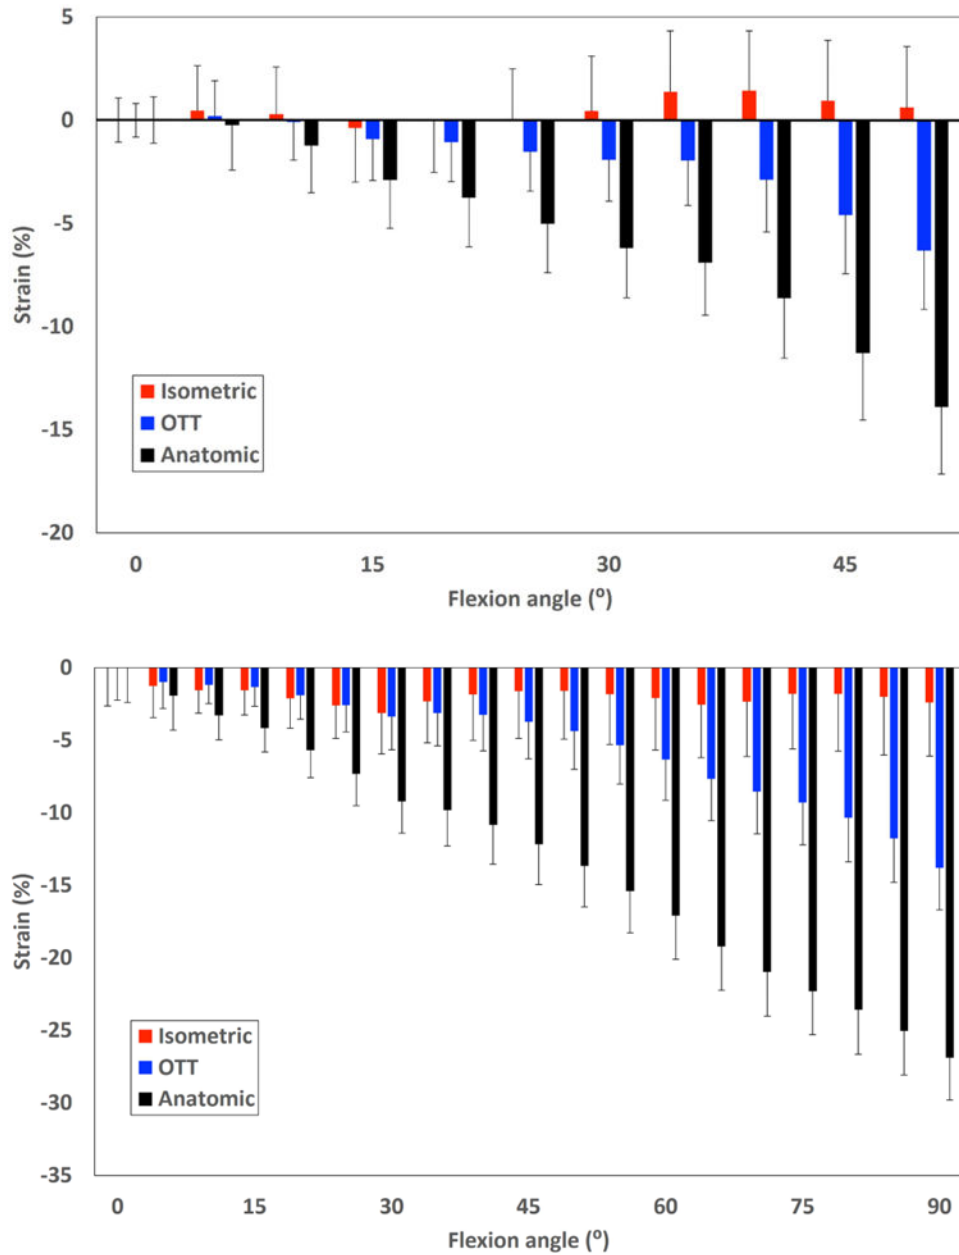 5
0
-5
-10
-15
-20
Strain (%)
Isometric
OTT
Anatomic
0 15 30 45
Flexion angle (º)
0
-5
-10
-15
-20
-25
-30
-35
Strain (%)
Isometric
OTT
Anatomic
0 15 30 45 60 75 90
Flexion angle (º)